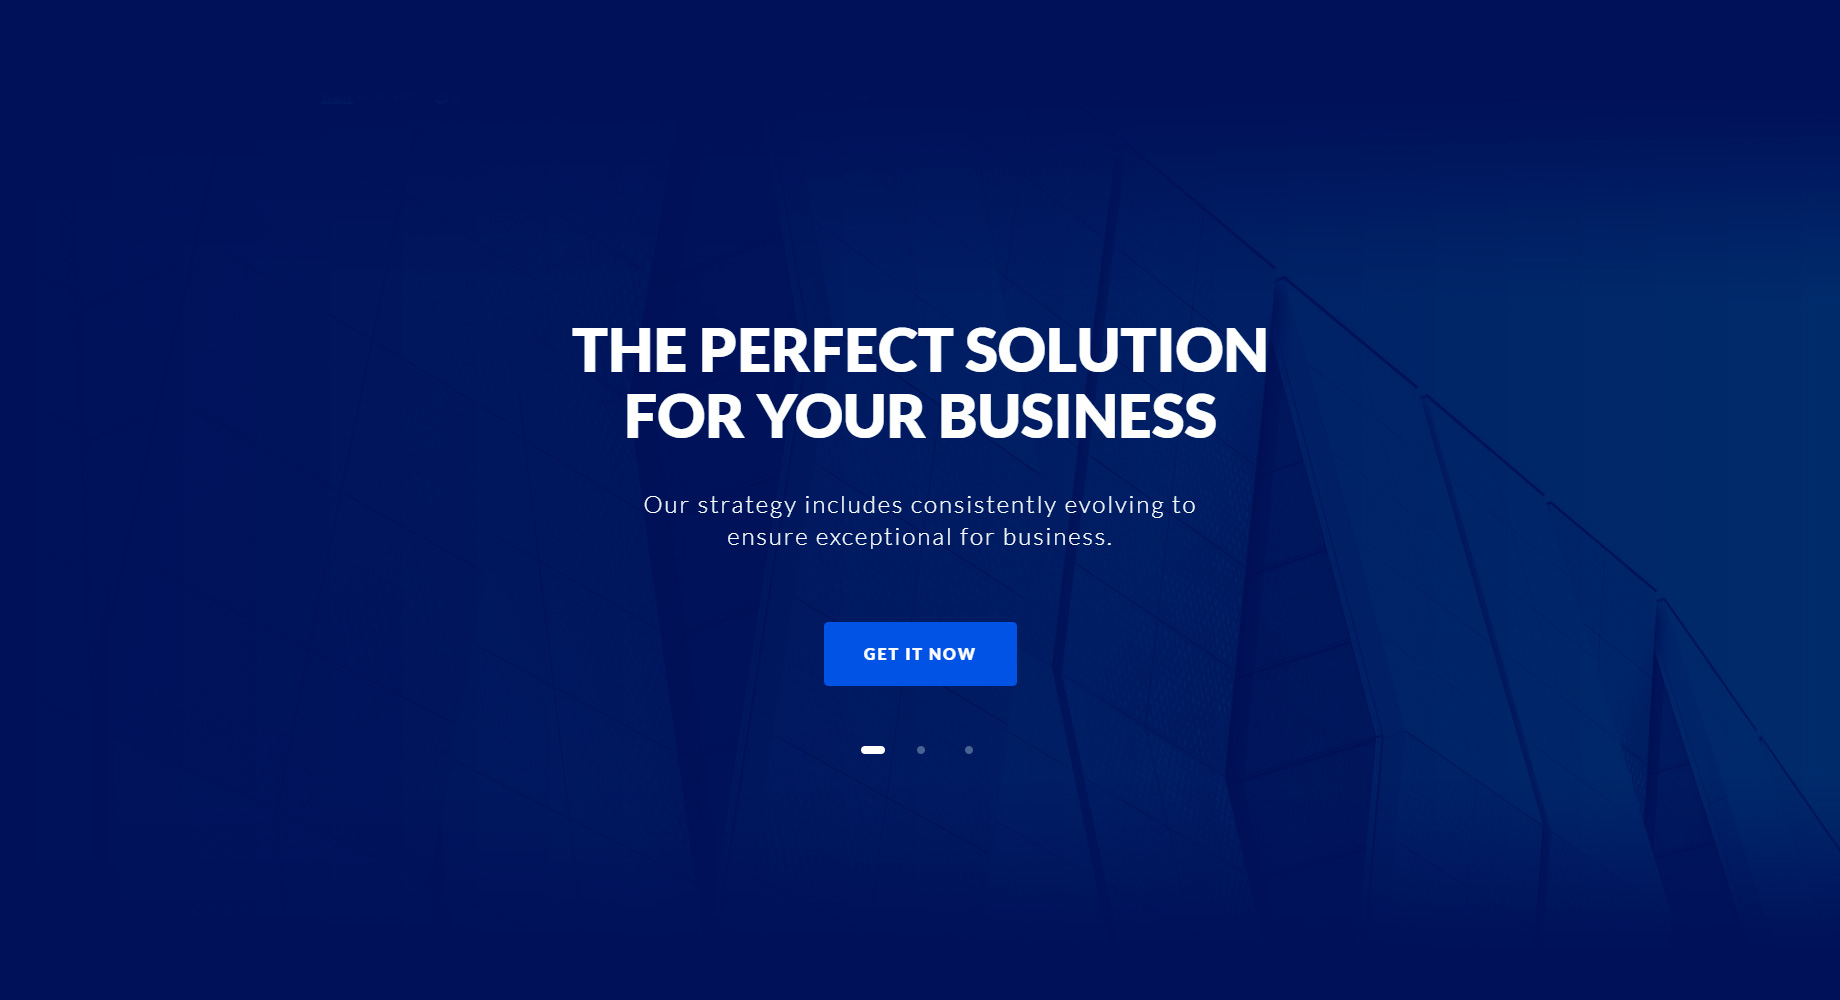 THE PERFECT SOLUTION
FOR YOUR BUSINESS
Our strategy includes consistently evolving to
ensure exceptional for business.
GET IT NOW